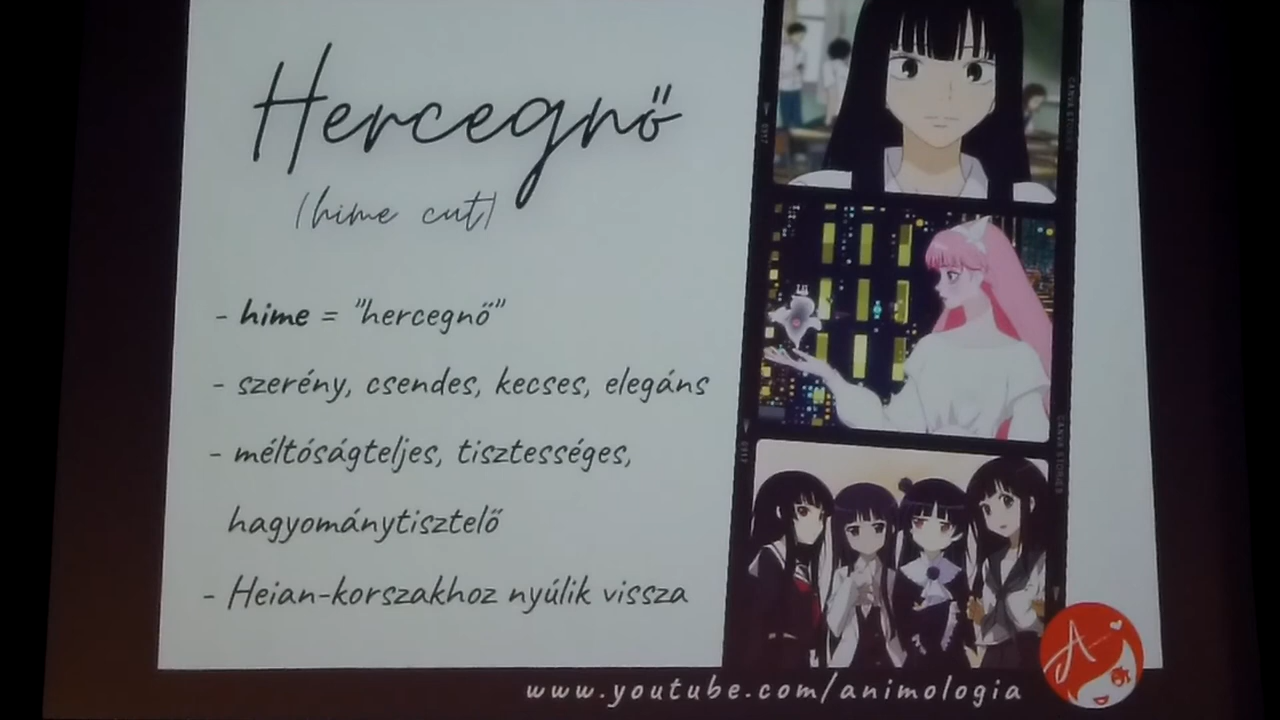 Hercegnő
(hime cut)
- hime = "hercegnő"
- szerény, csendes, kecses, elegáns
- méltóságteljes, tisztességes,
hagyománytisztelő
- Heian-korszakhoz nyúlik vissza
www.youtube.com/animologia
A